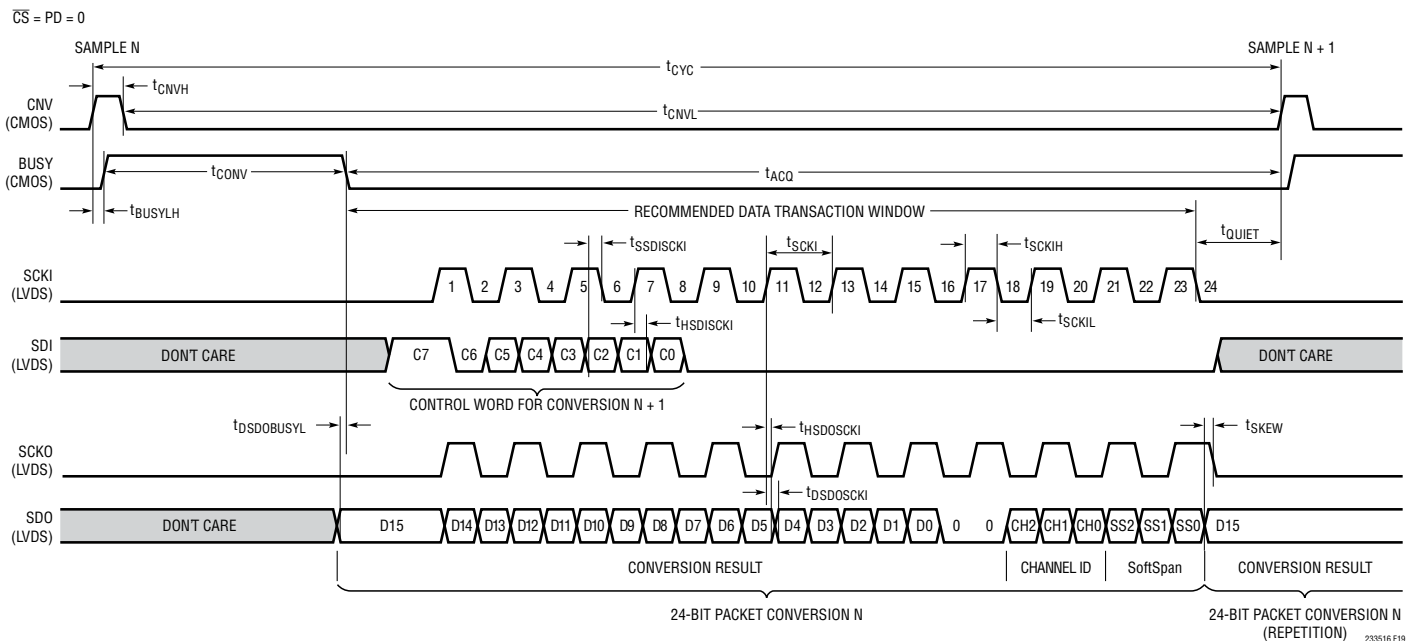 CS = PD = 0
SAMPLE N
SAMPLE N + 1
tCYC
tCNVH
CNV
(CMOS)
tCNVL
BUSY
(CMOS)
tCONV
tACQ
tBUSYLH
RECOMMENDED DATA TRANSACTION WINDOW
tQUIET
tSSDISCKI
tSCKI
tSCKIH
SCKI
(LVDS)
1 2 3 4 5 6 7 8 9 10 11 12 13 14 15 16 17 18 19 20 21 22 23 24
tHSDISCKI
tSCKIL
SDI
(LVDS)
DON'T CARE C7 C6 C5 C4 C3 C2 C1 C0 DON'T CARE
CONTROL WORD FOR CONVERSION N + 1
tDSDOBUSYL
tHSDOSCKI
tSKEW
SCKO
(LVDS)
tDSDOSCKI
SDO
(LVDS)
DON'T CARE D15 D14 D13 D12 D11 D10 D9 D8 D7 D6 D5 D4 D3 D2 D1 D0 0 0 CH2 CH1 CH0 SS2 SS1 SS0 D15
CONVERSION RESULT CHANNEL ID SoftSpan CONVERSION RESULT
24-BIT PACKET CONVERSION N
24-BIT PACKET CONVERSION N
(REPETITION)
233516 F19